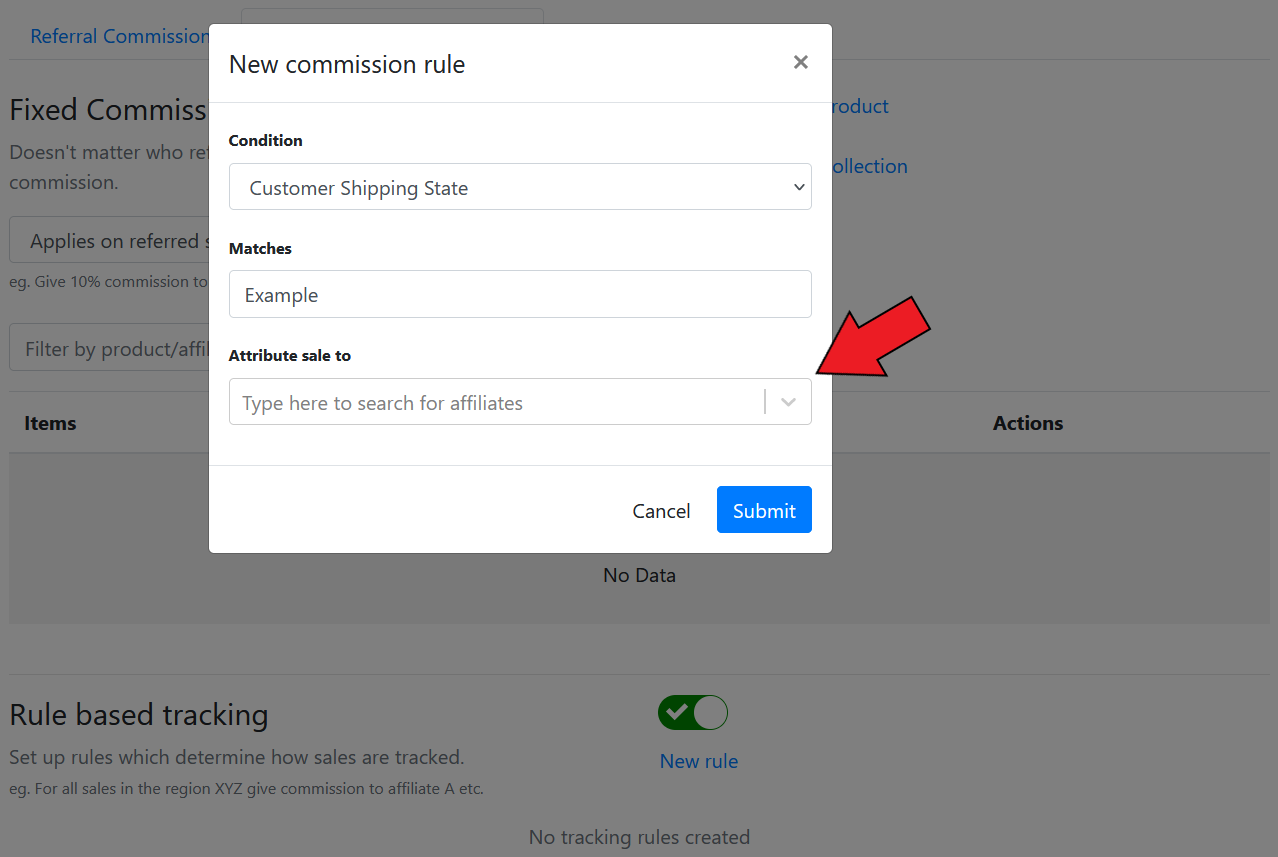 Referral Commission
New commission rule
×
Fixed Commiss
roduct
Doesn't matter who ref
commission.
ollection
Condition
Customer Shipping State
Applies on referred s
Matches
eg. Give 10% commission to
Example
Filter by product/affil
Attribute sale to
Type here to search for affiliates
Items
Actions
Cancel
Submit
No Data
Rule based tracking
Set up rules which determine how sales are tracked.
New rule
eg. For all sales in the region XYZ give commission to affiliate A etc.
No tracking rules created